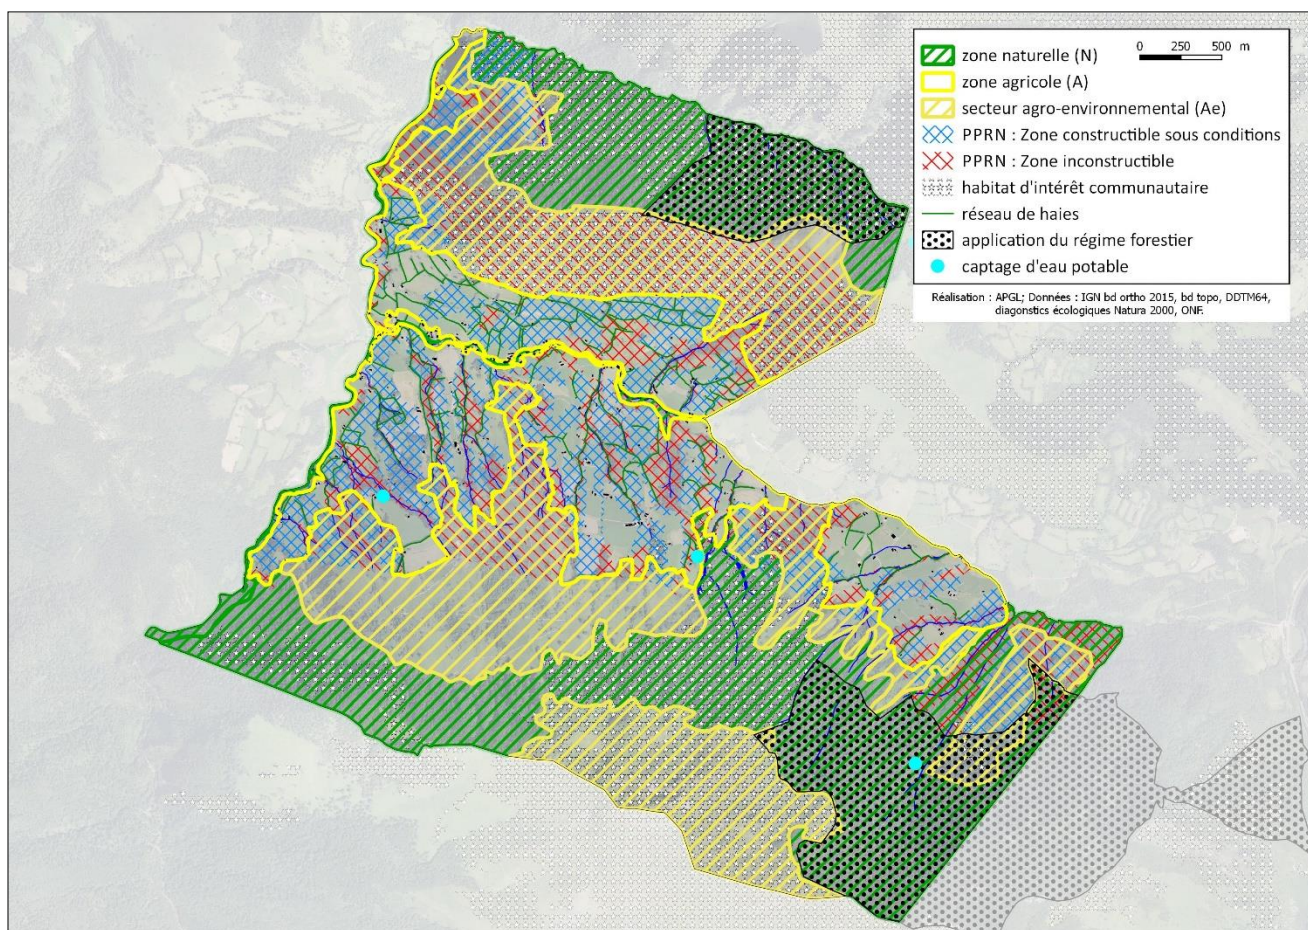 zone naturelle (N)
0 250 500 m
zone agricole (A)
secteur agro-environnemental (Ae)
PPRN : Zone constructible sous conditions
PPRN : Zone inconstructible
habitat d'intérêt communautaire
réseau de haies
application du régime forestier
captage d'eau potable
Réalisation : APGL; Données : IGN bd ortho 2015, bd topo, DDTM64,
diagonstics écologiques Natura 2000, ONF.